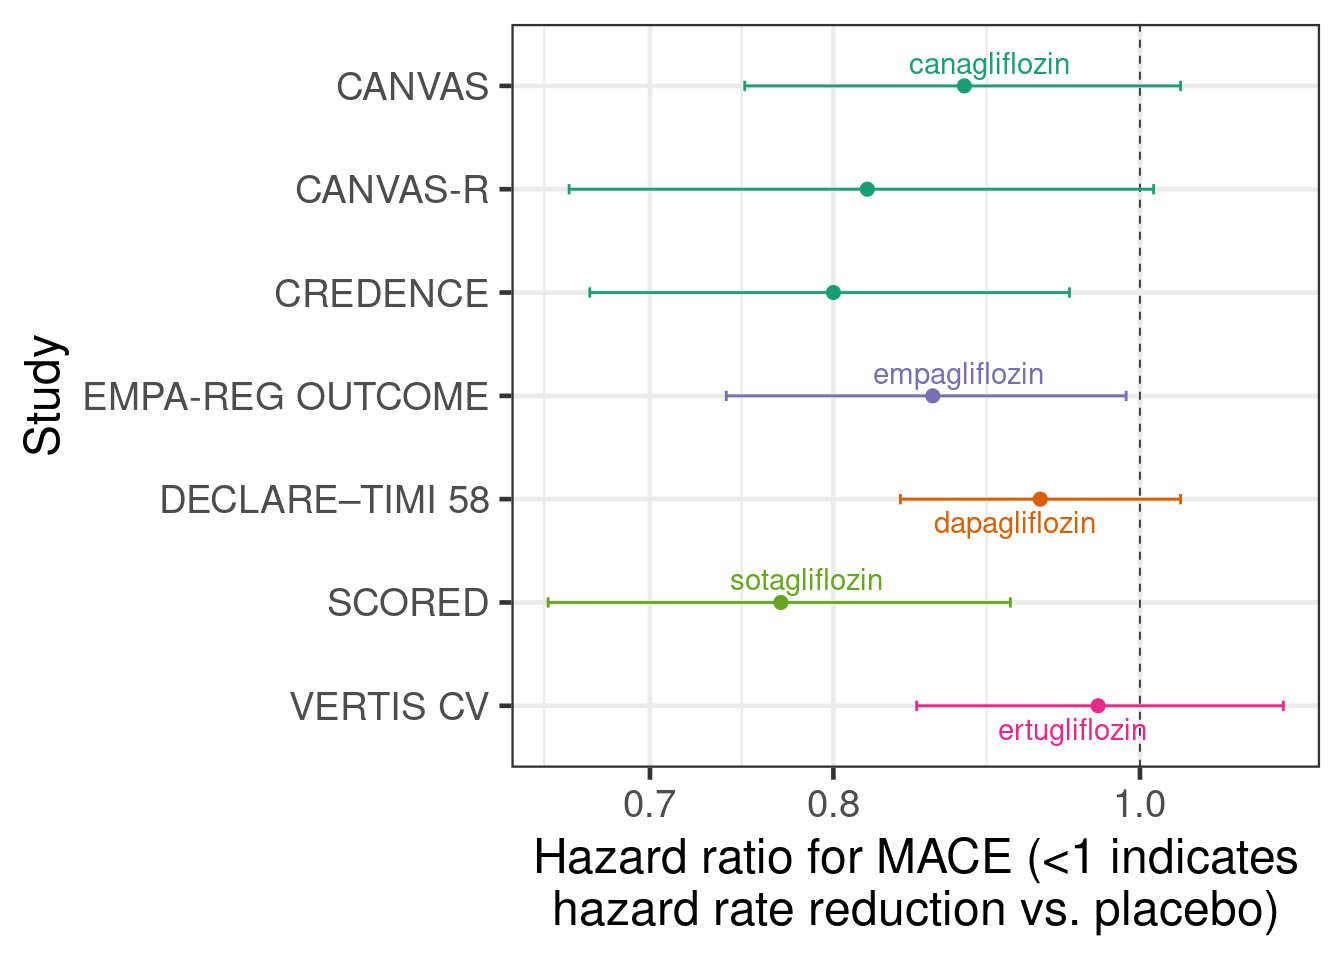 canagliflozin
CANVAS
CANVAS-R
CREDENCE
empagliflozin
EMPA-REG OUTCOME
DECLARE–TIMI 58
dapagliflozin
sotagliflozin
SCORED
VERTIS CV
ertugliflozin
Study
0.7 0.8 1.0
Hazard ratio for MACE (<1 indicates
hazard rate reduction vs. placebo)